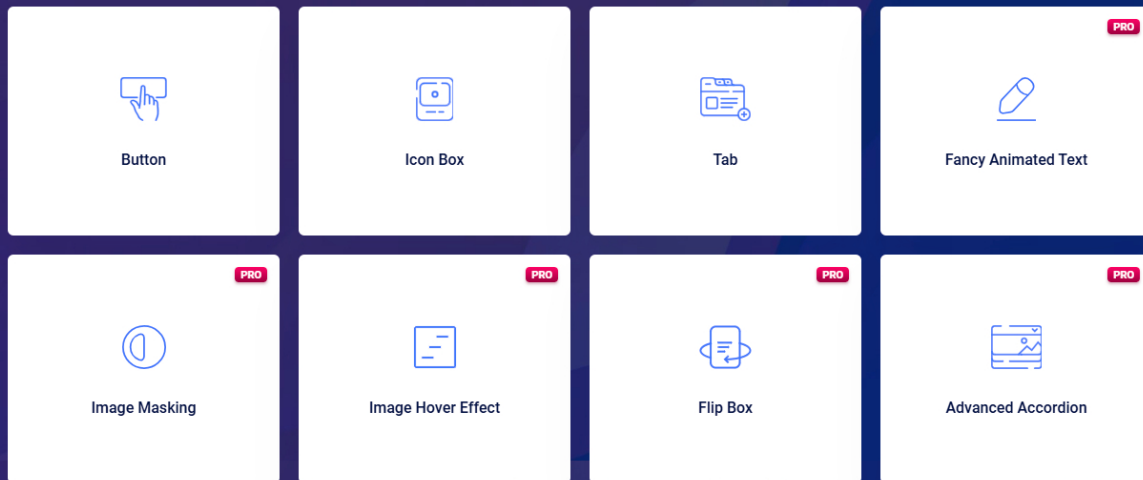 PRO
Button
Icon Box
Tab
Fancy Animated Text
PRO
PRO
PRO
PRO
Image Masking
Image Hover Effect
Flip Box
Advanced Accordion